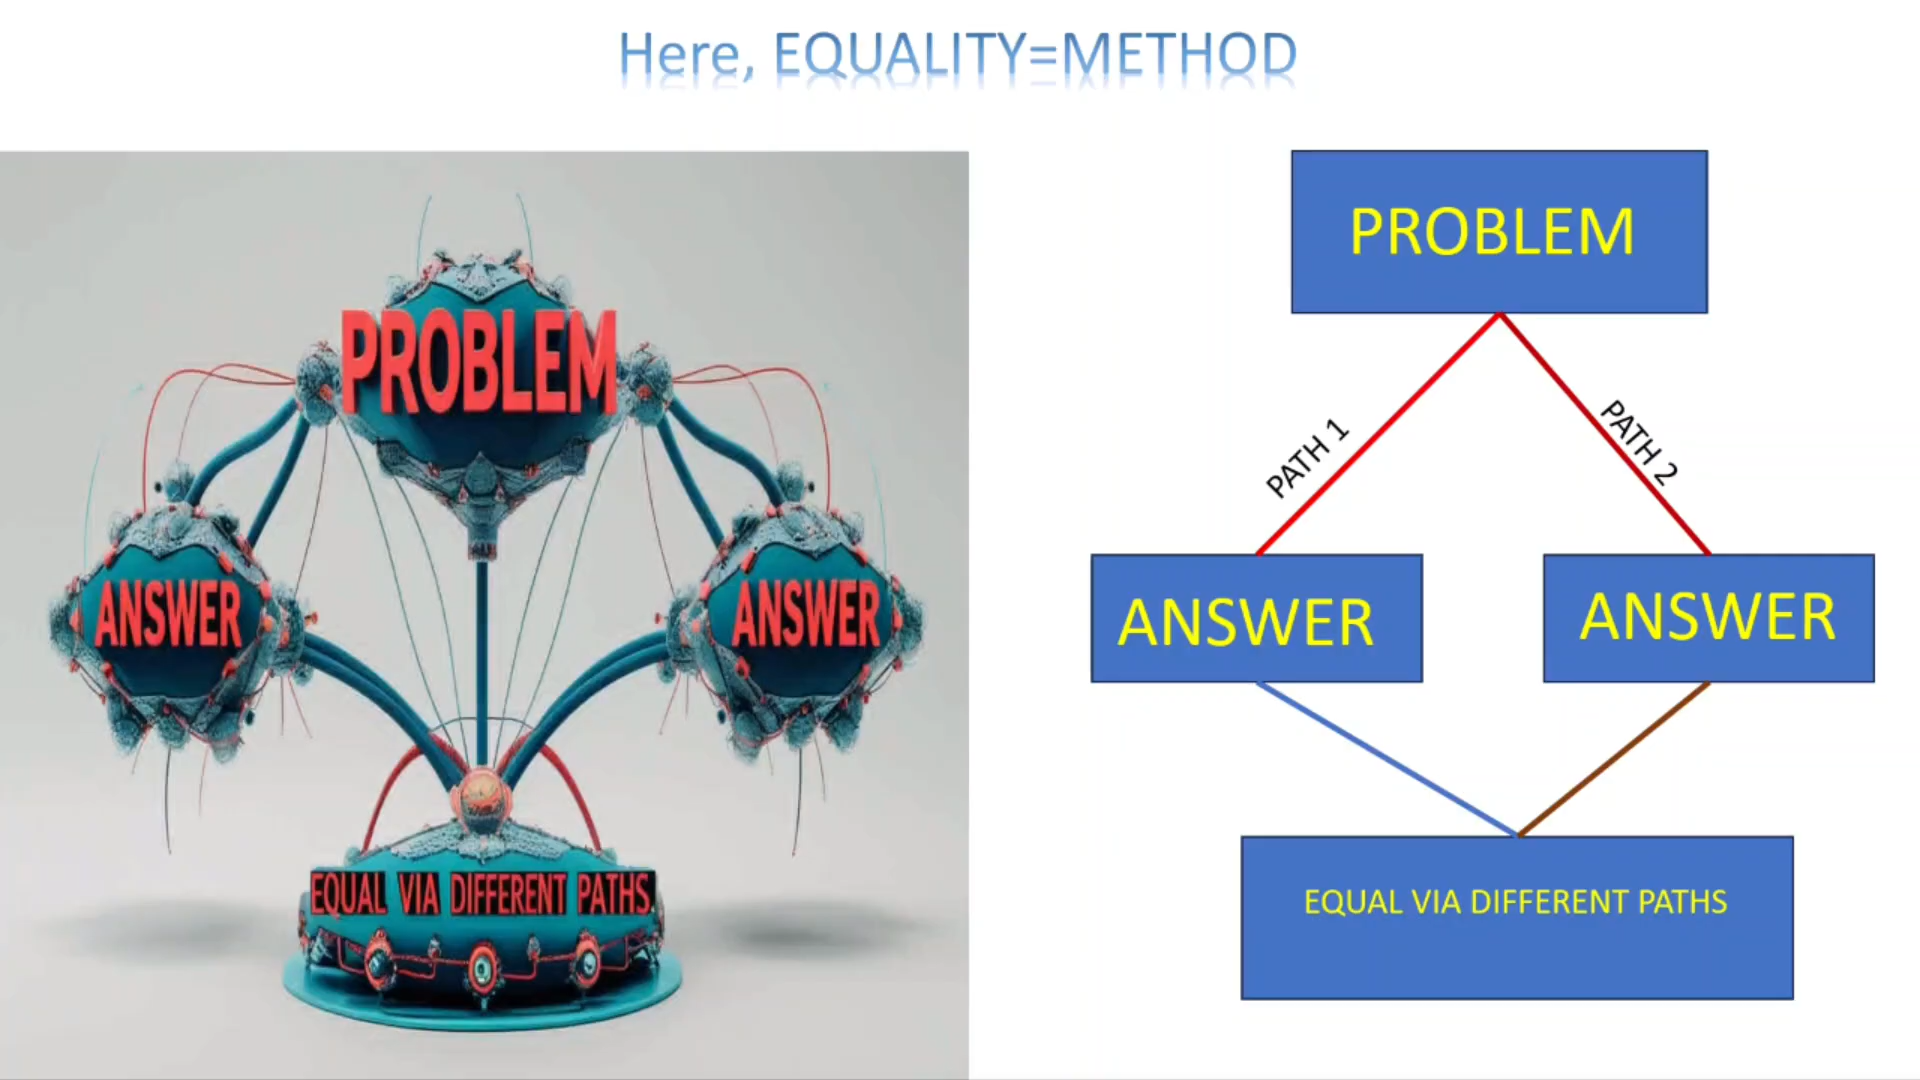 Here, EQUALITY=METHOD
PROBLEM
ANSWER
ANSWER
EQUAL VIA DIFFERENT PATHS
PROBLEM
PATH 1
PATH 2
ANSWER
ANSWER
EQUAL VIA DIFFERENT PATHS